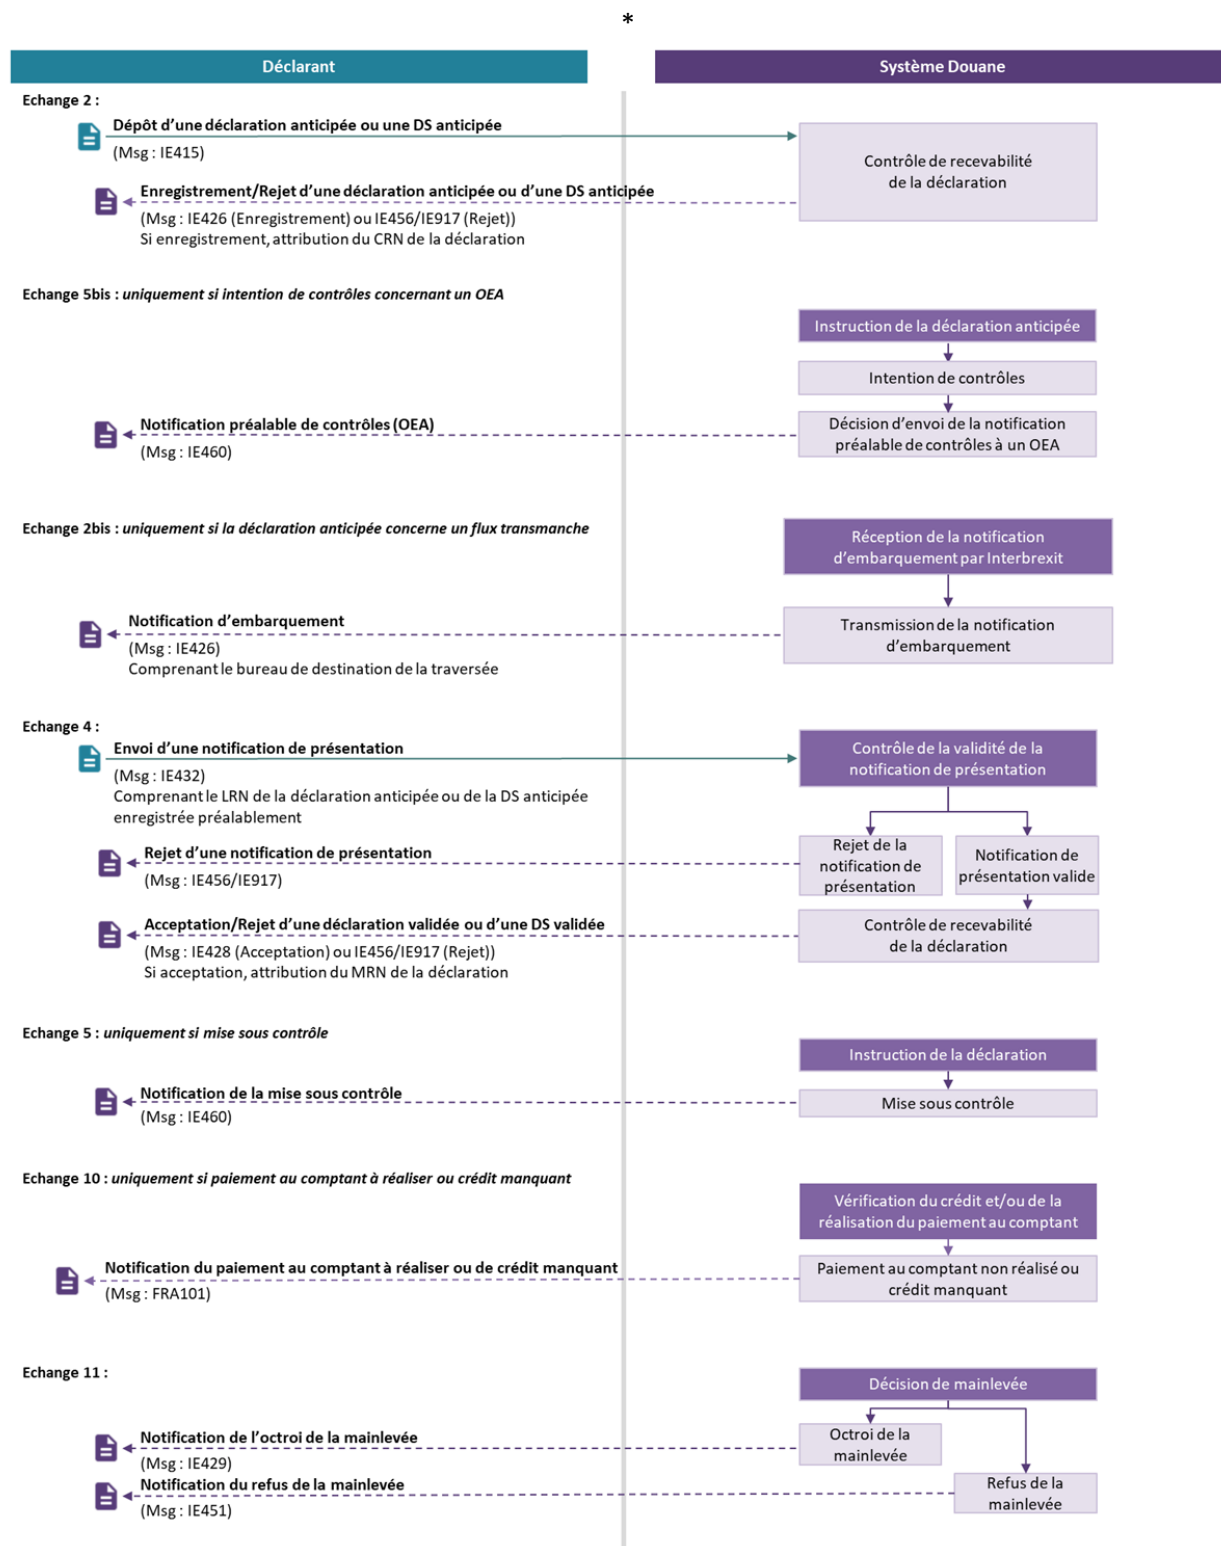 *
Déclarant
Système Douane
Echange 2 :
Dépôt d'une déclaration anticipée ou une DS anticipée
(Msg : IE415)
Contrôle de recevabilité
de la déclaration
Enregistrement/Rejet d'une déclaration anticipée ou d'une DS anticipée
(Msg : IE426 (Enregistrement) ou IE456/IE917 (Rejet))
Si enregistrement, attribution du CRN de la déclaration
Echange 5bis : uniquement si intention de contrôles concernant un OEA
Instruction de la déclaration anticipée
Intention de contrôles
Notification préalable de contrôles (OEA)
(Msg : IE460)
Décision d'envoi de la notification
préalable de contrôles à un OEA
Echange 2bis : uniquement si la déclaration anticipée concerne un flux transmanche
Réception de la notification
d'embarquement par Interbrexit
Notification d'embarquement
(Msg : IE426)
Comprenant le bureau de destination de la traversée
Transmission de la notification
d'embarquement
Echange 4 :
Envoi d'une notification de présentation
(Msg : IE432)
Comprenant le LRN de la déclaration anticipée ou de la DS anticipée
enregistrée préalablement
Contrôle de la validité de la
notification de présentation
Rejet d'une notification de présentation
(Msg : IE456/IE917)
Rejet de la
notification de
présentation
Notification de
présentation valide
Acceptation/Rejet d'une déclaration validée ou d'une DS validée
(Msg : IE428 (Acceptation) ou IE456/IE917 (Rejet))
Si acceptation, attribution du MRN de la déclaration
Contrôle de recevabilité
de la déclaration
Echange 5 : uniquement si mise sous contrôle
Instruction de la déclaration
Notification de la mise sous contrôle
(Msg : IE460)
Mise sous contrôle
Echange 10 : uniquement si paiement au comptant à réaliser ou crédit manquant
Vérification du crédit et/ou de la
réalisation du paiement au comptant
Notification du paiement au comptant à réaliser ou de crédit manquant
(Msg : FRA101)
Paiement au comptant non réalisé ou
crédit manquant
Echange 11 :
Décision de mainlevée
Notification de l'octroi de la mainlevée
(Msg : IE429)
Octroi de la
mainlevée
Notification du refus de la mainlevée
(Msg : IE451)
Refus de la
mainlevée